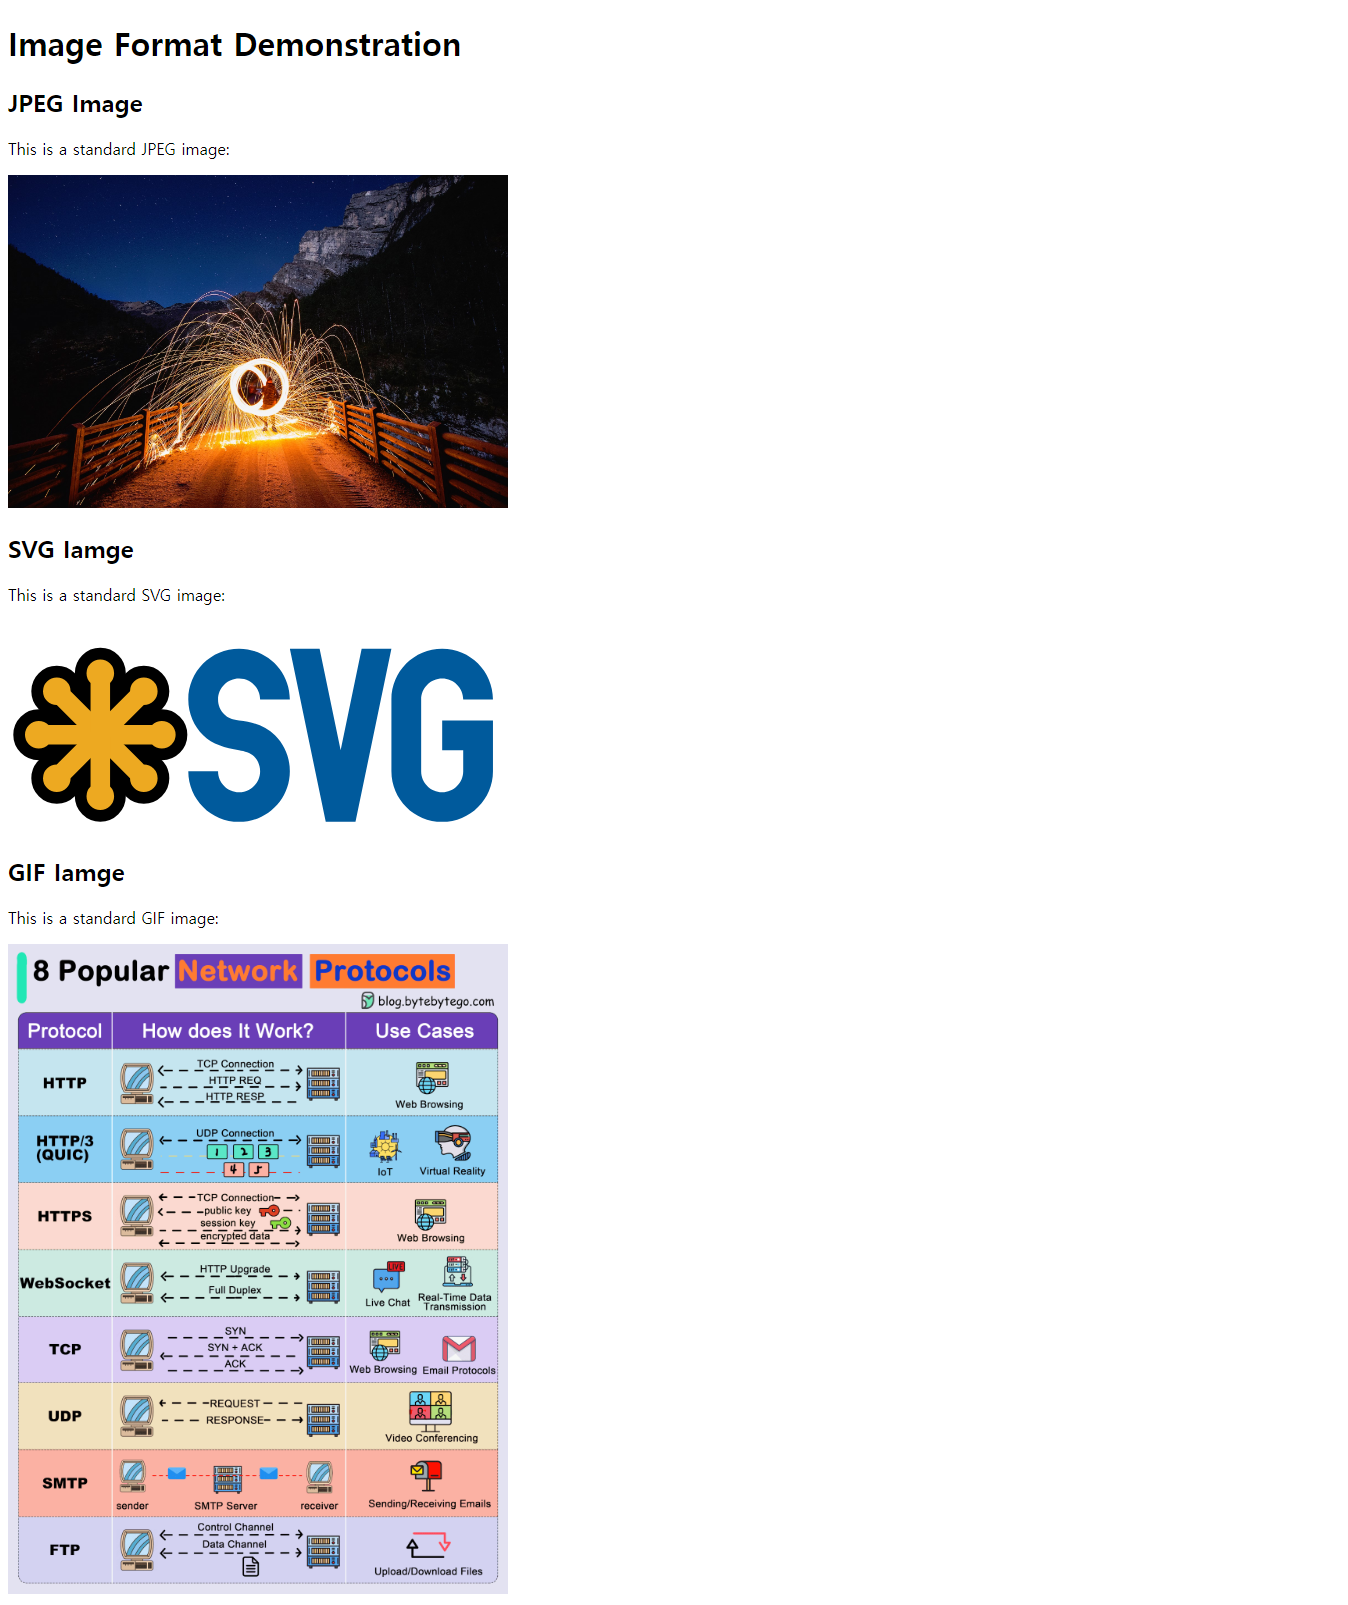 Image Format Demonstration
JPEG Image
This is a standard JPEG image:
SVG Iamge
This is a standard SVG image:
SVG
GIF Iamge
This is a standard GIF image:
8 Popular Network Protocols
blog.bytebytego.com
Protocol How does It Work? Use Cases
HTTP
TCP Connection
HTTP REQ
HTTP RESP
Web Browsing
HTTP/3
(QUIC)
UDP Connection
1 2 3
4 5
IoT
Virtual Reality
HTTPS
TCP Connection
public key
session key
encrypted data
Web Browsing
WebSocket
HTTP Upgrade
Full Duplex
LIVE
Live Chat
Real-Time Data
Transmission
TCP
SYN
SYN + ACK
ACK
Web Browsing
Email Protocols
UDP
REQUEST
RESPONSE
Video Conferencing
SMTP
sender
SMTP Server
receiver
Sending/Receiving Emails
FTP
Control Channel
Data Channel
Upload/Download Files